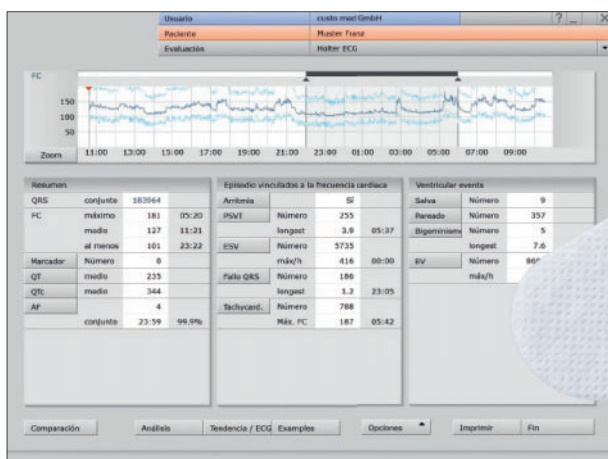 Usuario custo med GmbH ? _ X
Paciente Muster Franz
Evaluación Holter ECG
FC
150
100
50
Zoom 11:00 13:00 15:00 17:00 19:00 21:00 23:00 01:00 03:00 05:00 07:00 09:00
Resumen Episodio vinculados a la frecuencia cardiaca Ventricular events
QRS conjunto 183964 Arritmia Sí Salva Número 9
FC máximo 181 05:20 PSVT Número 255 Pareado Número 357
medio 127 11:21 longest 3.0 05:37 Bigeminismo Número 5
al menos 101 23:22 ESV Número 5735 longest 7.6
Marcador Número 0 máx/h 416 00:00 EV Número
QT medio 235 Fallo QRS Número 186 máx/h
QTc medio 344 longest 1.2 23:05
AF 4 Tachycard. Número 788
conjunto 23:59 99.9% Máx. FC 187 05:42
Comparación Análisis Tendencia / ECG Examples Opciones Imprimir Fin